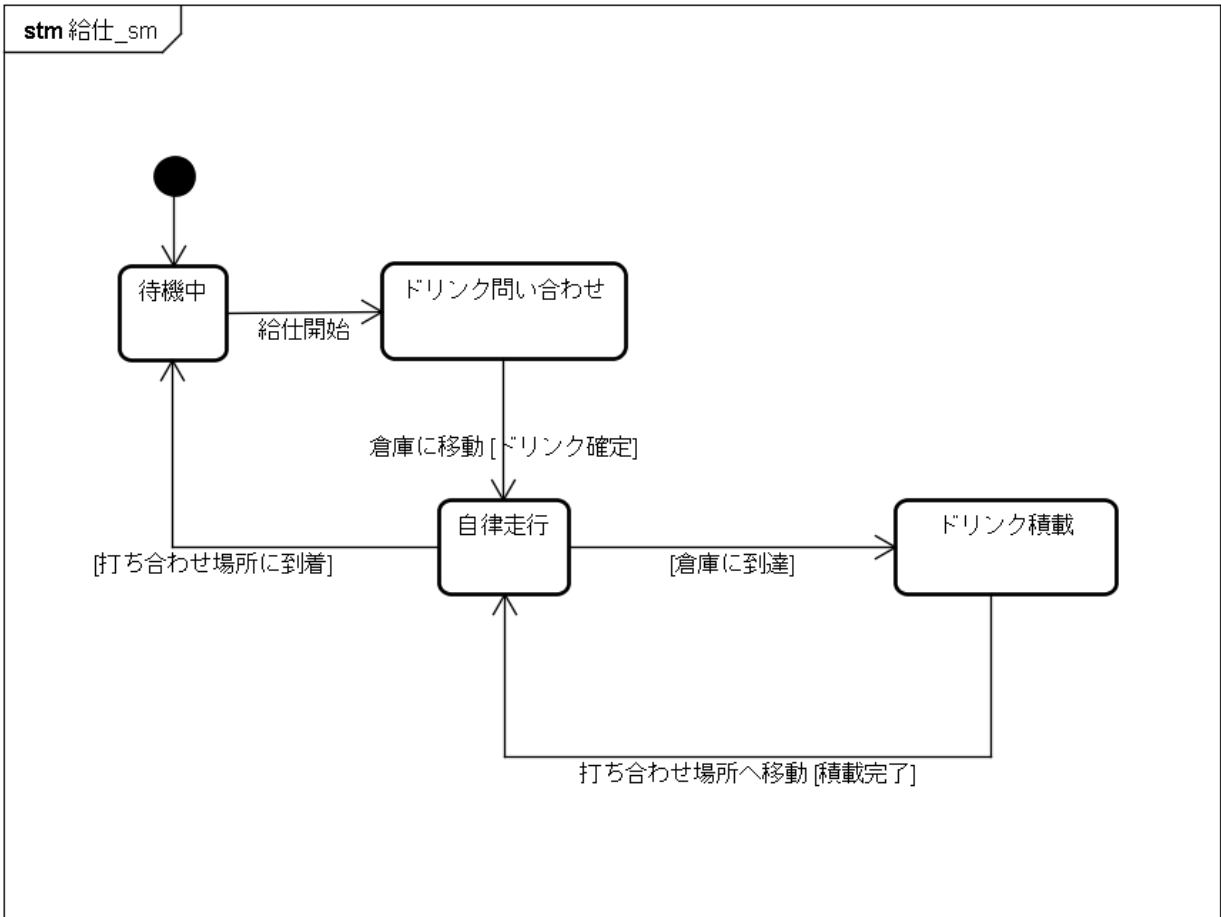 stm 給仕_sm
待機中
ドリンク問い合わせ
給仕開始
倉庫に移動 [ドリンク確定]
自律走行
ドリンク積載
[打ち合わせ場所に到着]
[倉庫に到達]
打ち合わせ場所へ移動 [積載完了]